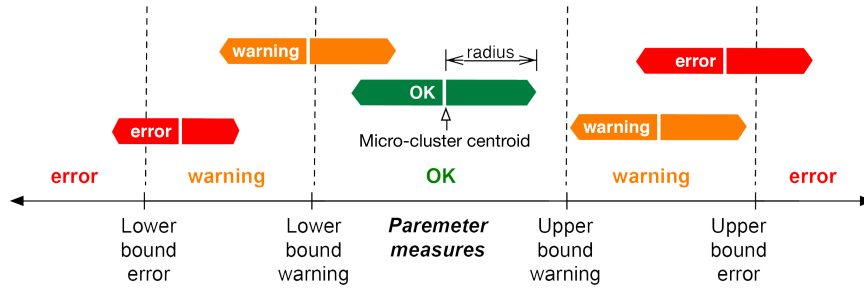 radius
warning
error
OK
error
warning
Micro-cluster centroid
error
warning
OK
warning
error
Lower
bound
error
Lower
bound
warning
Paremeter
measures
Upper
bound
warning
Upper
bound
error